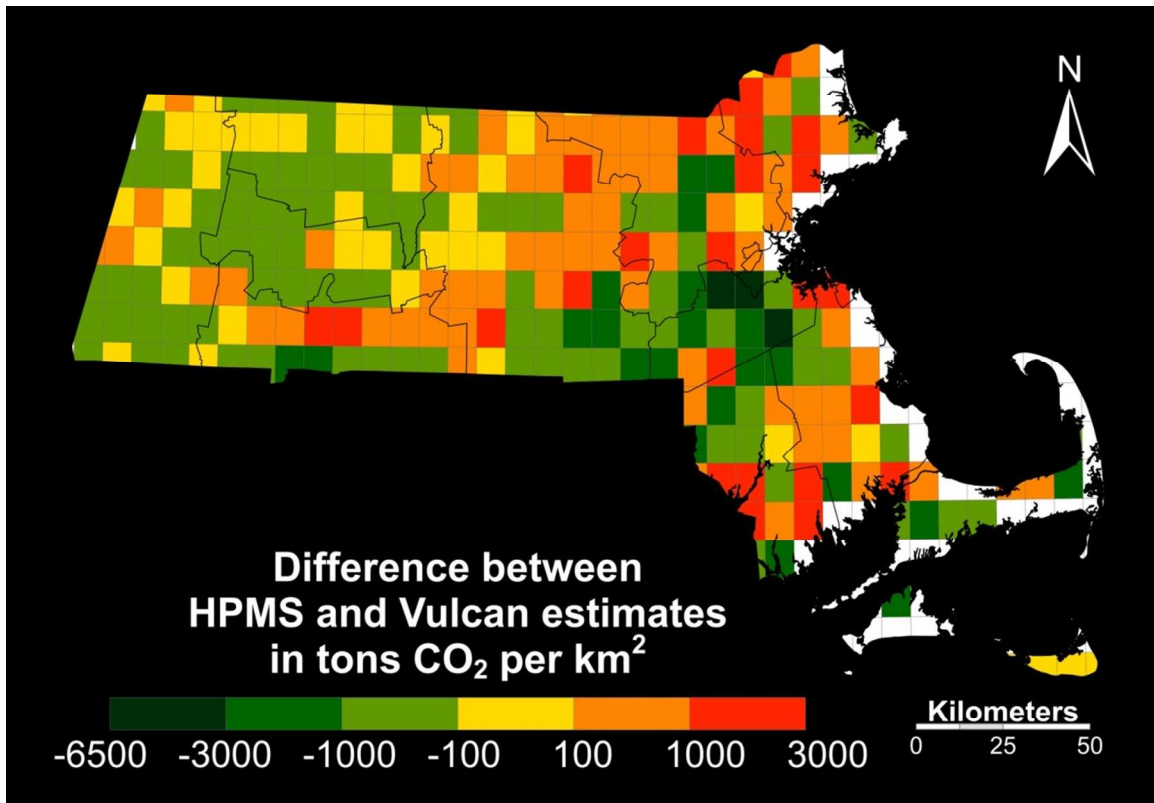 N
Difference between
HPMS and Vulcan estimates
in tons CO₂ per km²
-6500 -3000 -1000 -100 100 1000 3000
Kilometers
0 25 50